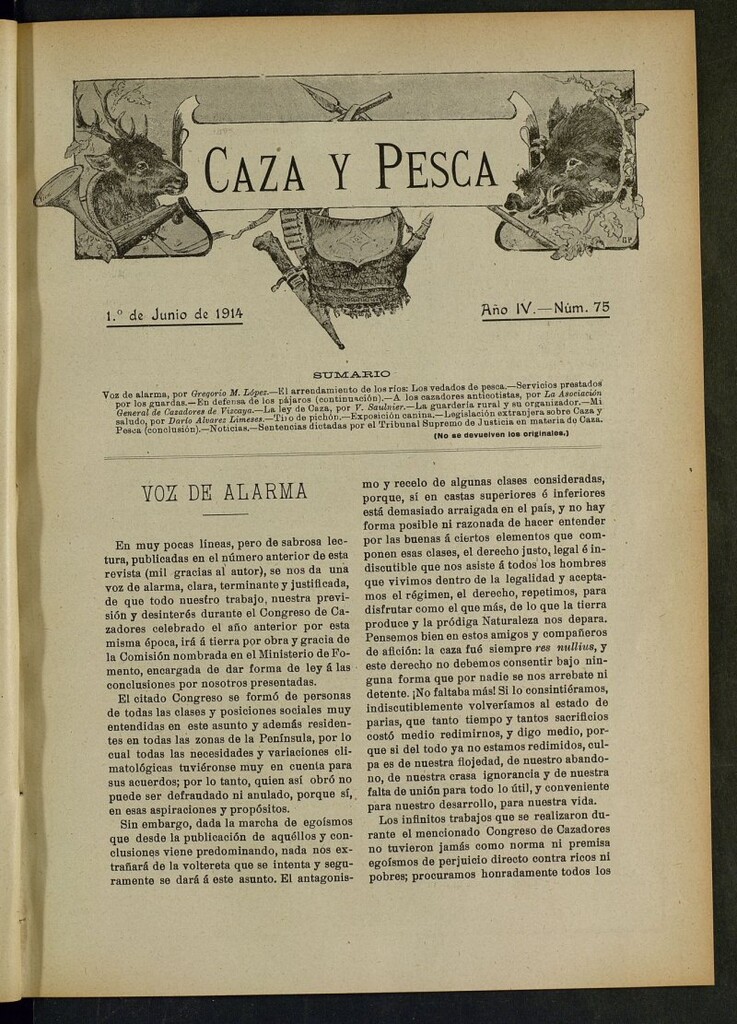 CAZA Y PESCA
1.º de Junio de 1914
Año IV.—Núm. 75
SUMARIO
Voz de alarma, por Gregorio M. López.—El arrendamiento de los ríos: Los vedados de pesca.—Servicios prestados
por los guardas.—En defensa de los pájaros (continuación).—A los cazadores anticotistas, por La Asociación
General de Cazadores de Vizcaya.—La ley de Caza, por V. Saulnier.—La guardería rural y su organizador.—Mi
saludo, por Darío Alvarez Limeses.—Tiro de pichón.—Exposición canina.—Legislación extranjera sobre Caza y
Pesca (conclusión).—Noticias.—Sentencias dictadas por el Tribunal Supremo de Justicia en materia de Caza.
(No se devuelven los originales.)
VOZ DE ALARMA
En muy pocas líneas, pero de sabrosa lec-
tura, publicadas en el número anterior de esta
revista (mil gracias al autor), se nos da una
voz de alarma, clara, terminante y justificada,
de que todo nuestro trabajo, nuestra previ-
sión y desinterés durante el Congreso de Ca-
zadores celebrado el año anterior por esta
misma época, irá á tierra por obra y gracia de
la Comisión nombrada en el Ministerio de Fo-
mento, encargada de dar forma de ley á las
conclusiones por nosotros presentadas.
El citado Congreso se formó de personas
de todas las clases y posiciones sociales muy
entendidas en este asunto y además residen-
tes en todas las zonas de la Península, por lo
cual todas las necesidades y variaciones cli-
matológicas tuviéronse muy en cuenta para
sus acuerdos; por lo tanto, quien así obró no
puede ser defraudado ni anulado, porque sí,
en esas aspiraciones y propósitos.
Sin embargo, dada la marcha de egoísmos
que desde la publicación de aquéllos y con-
clusiones viene predominando, nada nos ex-
trañará de la voltereta que se intenta y segu-
ramente se dará á este asunto. El antagonis-
mo y recelo de algunas clases consideradas,
porque, sí en castas superiores é inferiores
está demasiado arraigada en el país, y no hay
forma posible ni razonada de hacer entender
por las buenas á ciertos elementos que com-
ponen esas clases, el derecho justo, legal é in-
discutible que nos asiste á todos los hombres
que vivimos dentro de la legalidad y acepta-
mos el régimen, el derecho, repetimos, para
disfrutar como el que más, de lo que la tierra
produce y la pródiga Naturaleza nos depara.
Pensemos bien en estos amigos y compañeros
de afición: la caza fué siempre res nullius, y
este derecho no debemos consentir bajo nin-
guna forma que por nadie se nos arrebate ni
detente. ¡No faltaba más! Si lo consintiéramos,
indiscutiblemente volveríamos al estado de
parias, que tanto tiempo y tantos sacrificios
costó medio redimirnos, y digo medio, por-
que si del todo ya no estamos redimidos, cul-
pa es de nuestra flojedad, de nuestro abando-
no, de nuestra crasa ignorancia y de nuestra
falta de unión para todo lo útil, y conveniente
para nuestro desarrollo, para nuestra vida.
Los infinitos trabajos que se realizaron du-
rante el mencionado Congreso de Cazadores
no tuvieron jamás como norma ni premisa
egoísmos de perjuicio directo contra ricos ni
pobres; procuramos honradamente todos los